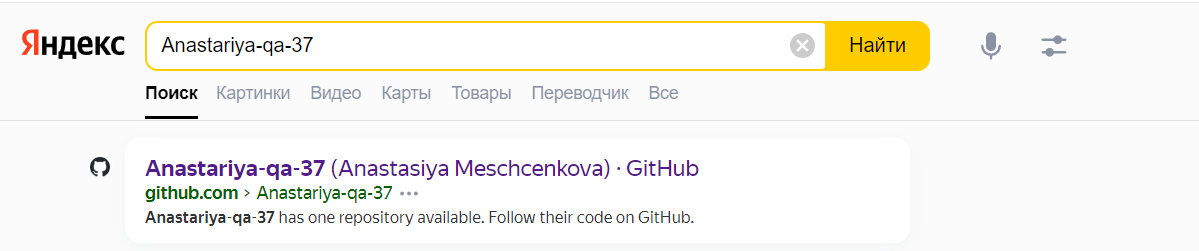 Яндекс Anastariya-qa-37 Найти
Поиск Картинки Видео Карты Товары Переводчик Все
Anastariya-qa-37 (Anastasiya Meschcenkova) · GitHub
github.com › Anastariya-qa-37 •••
Anastariya-qa-37 has one repository available. Follow their code on GitHub.